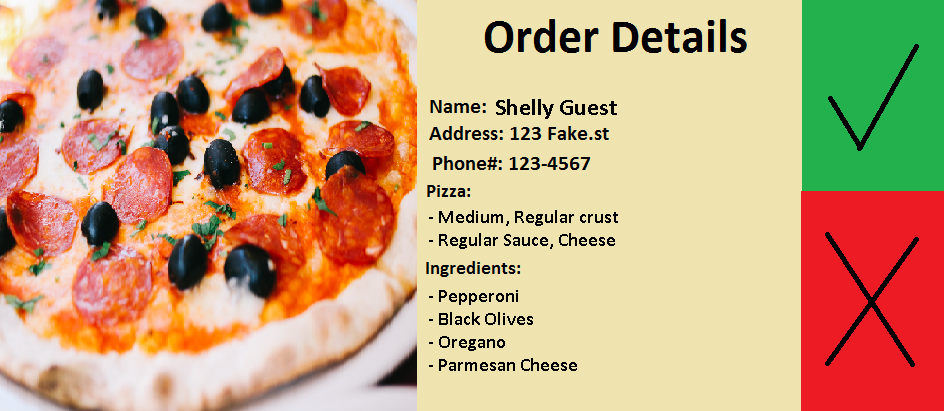 Order Details
Name: Shelly Guest
Address: 123 Fake.st
Phone#: 123-4567
Pizza:
- Medium, Regular crust
- Regular Sauce, Cheese
Ingredients:
- Pepperoni
- Black Olives
- Oregano
- Parmesan Cheese